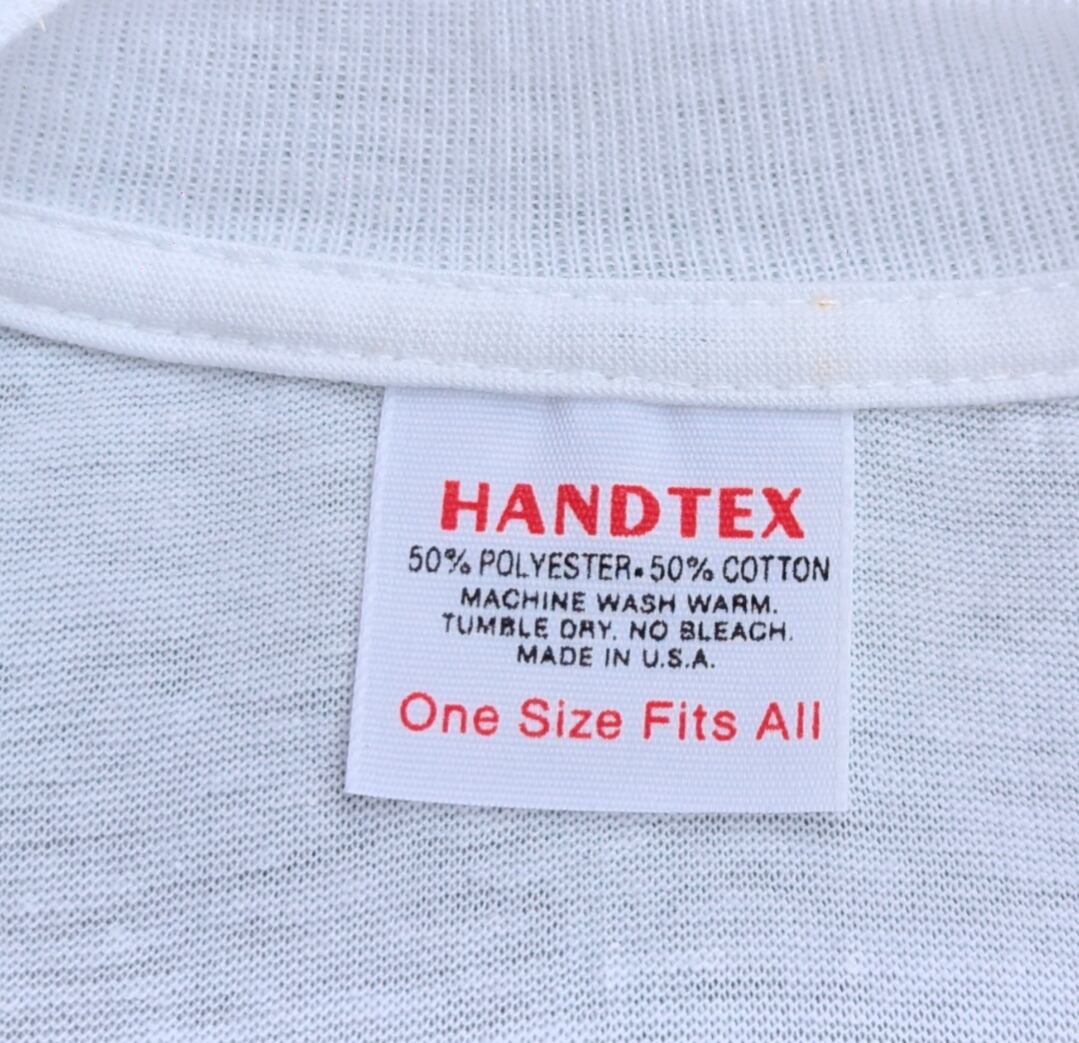 HANDTEX
50% POLYESTER▪50% COTTON
MACHINE WASH WARM.
TUMBLE DRY. NO BLEACH.
MADE IN U.S.A.
One Size Fits All